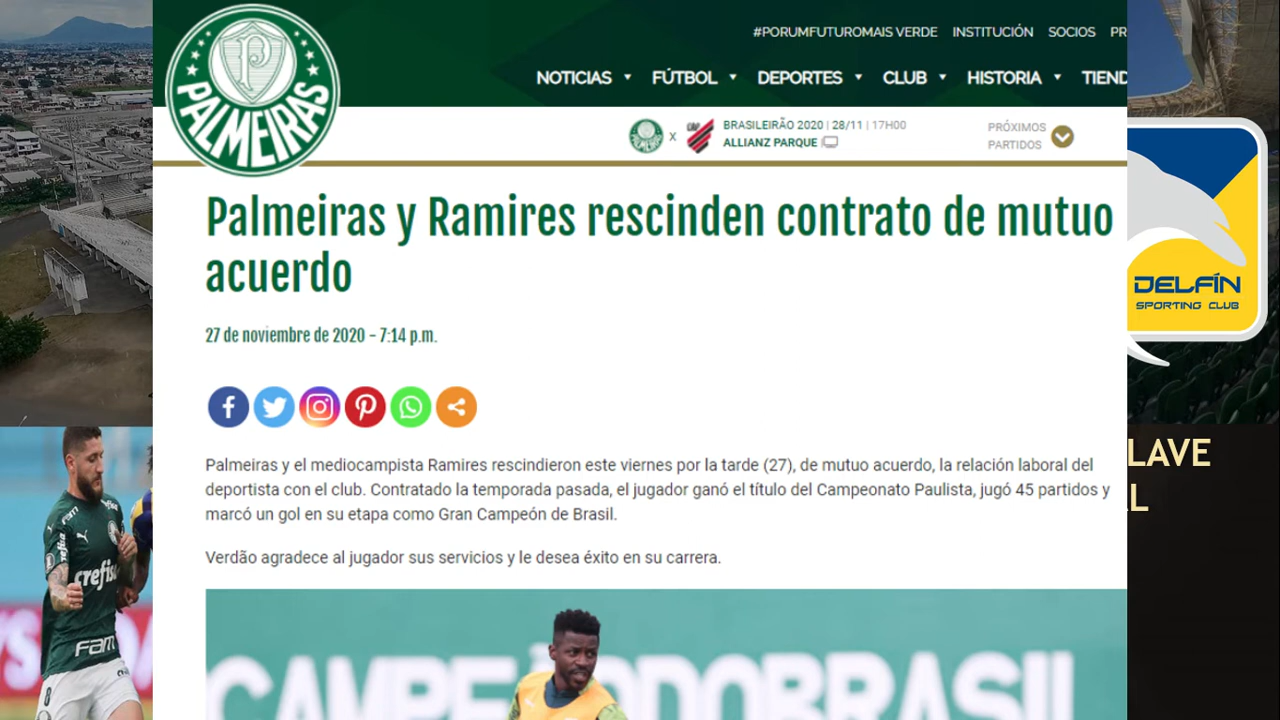 #PORUMFUTUROMAIS VERDE INSTITUCIÓN SOCIOS PR
NOTICIAS FÚTBOL DEPORTES CLUB HISTORIA TIEND
PALMEIRAS
P
BRASILEIRÃO 2020 | 28/11 | 17H00
x
ALLIANZ PARQUE
PRÓXIMOS
PARTIDOS
Palmeiras y Ramires rescinden contrato de mutuo
acuerdo
27 de noviembre de 2020 - 7:14 p.m.
Palmeiras y el mediocampista Ramires rescindieron este viernes por la tarde (27), de mutuo acuerdo, la relación laboral del
deportista con el club. Contratado la temporada pasada, el jugador ganó el título del Campeonato Paulista, jugó 45 partidos y
marcó un gol en su etapa como Gran Campeón de Brasil.
Verdão agradece al jugador sus servicios y le desea éxito en su carrera.
CAMPEÃODOBRASIL
DELFÍN
SPORTING CLUB
LAVE
L
crefisa
FAM
8